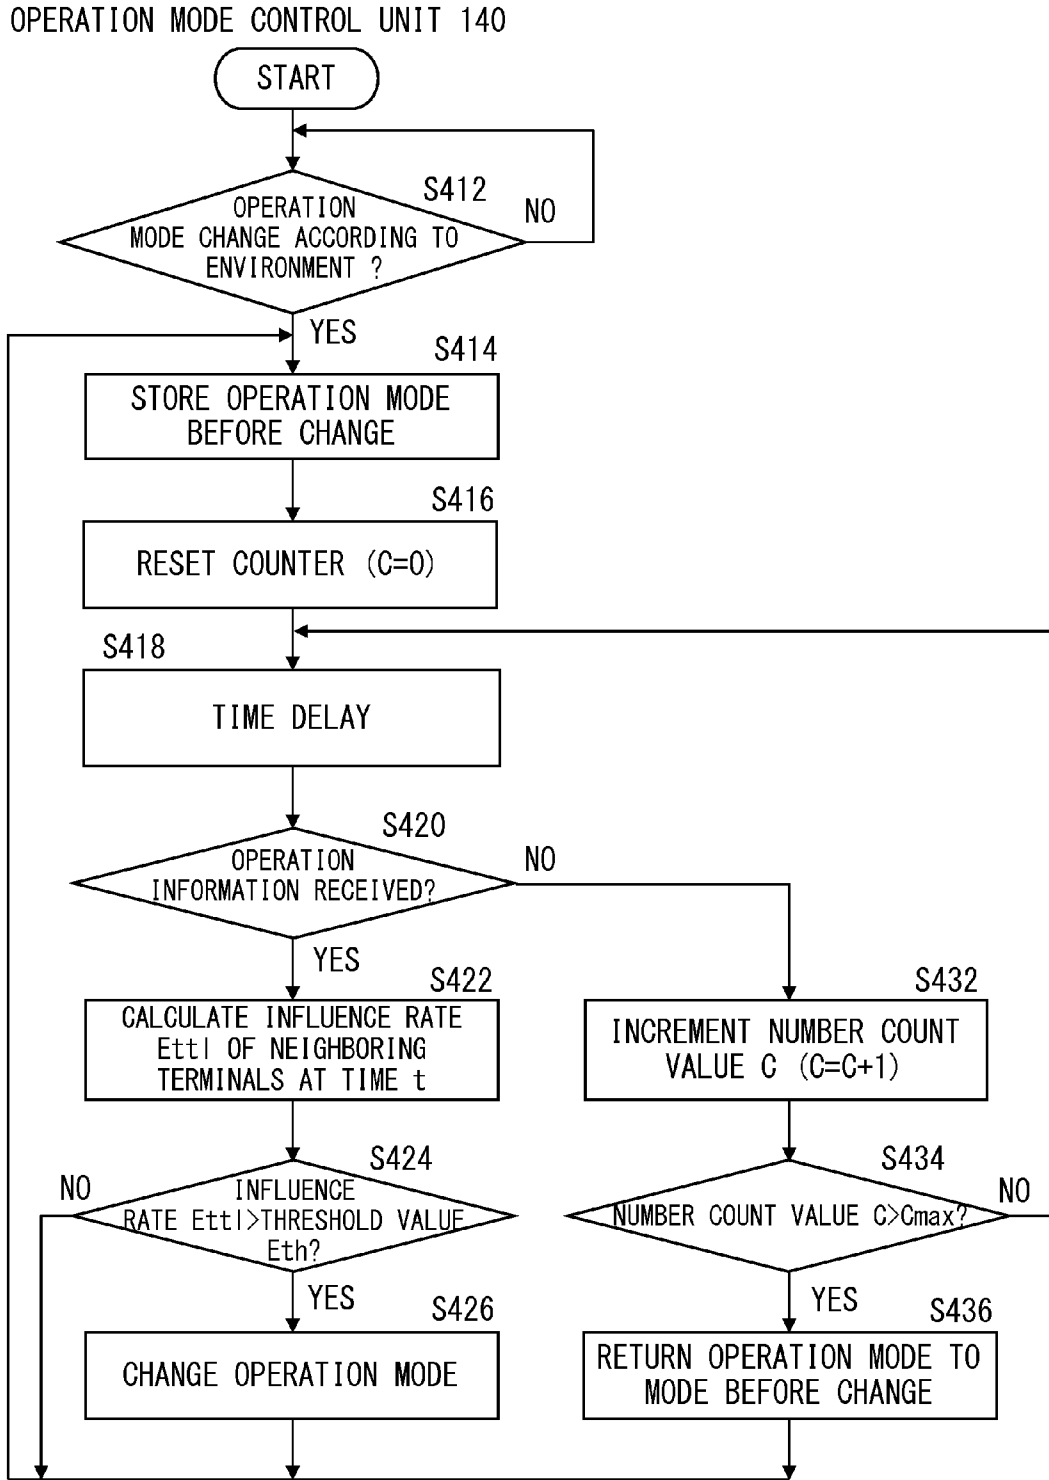 OPERATION MODE CONTROL UNIT 140
START
S412
OPERATION
MODE CHANGE ACCORDING TO
ENVIRONMENT ?
NO
YES
S414
STORE OPERATION MODE
BEFORE CHANGE
S416
RESET COUNTER (C=0)
S418
TIME DELAY
S420
OPERATION
INFORMATION RECEIVED?
NO
YES
S422
CALCULATE INFLUENCE RATE
Ettl OF NEIGHBORING
TERMINALS AT TIME t
S432
INCREMENT NUMBER COUNT
VALUE C (C=C+1)
S424
NO
INFLUENCE
RATE Ettl>THRESHOLD VALUE
Eth?
YES
S434
NUMBER COUNT VALUE C>Cmax?
NO
YES
S426
CHANGE OPERATION MODE
S436
RETURN OPERATION MODE TO
MODE BEFORE CHANGE